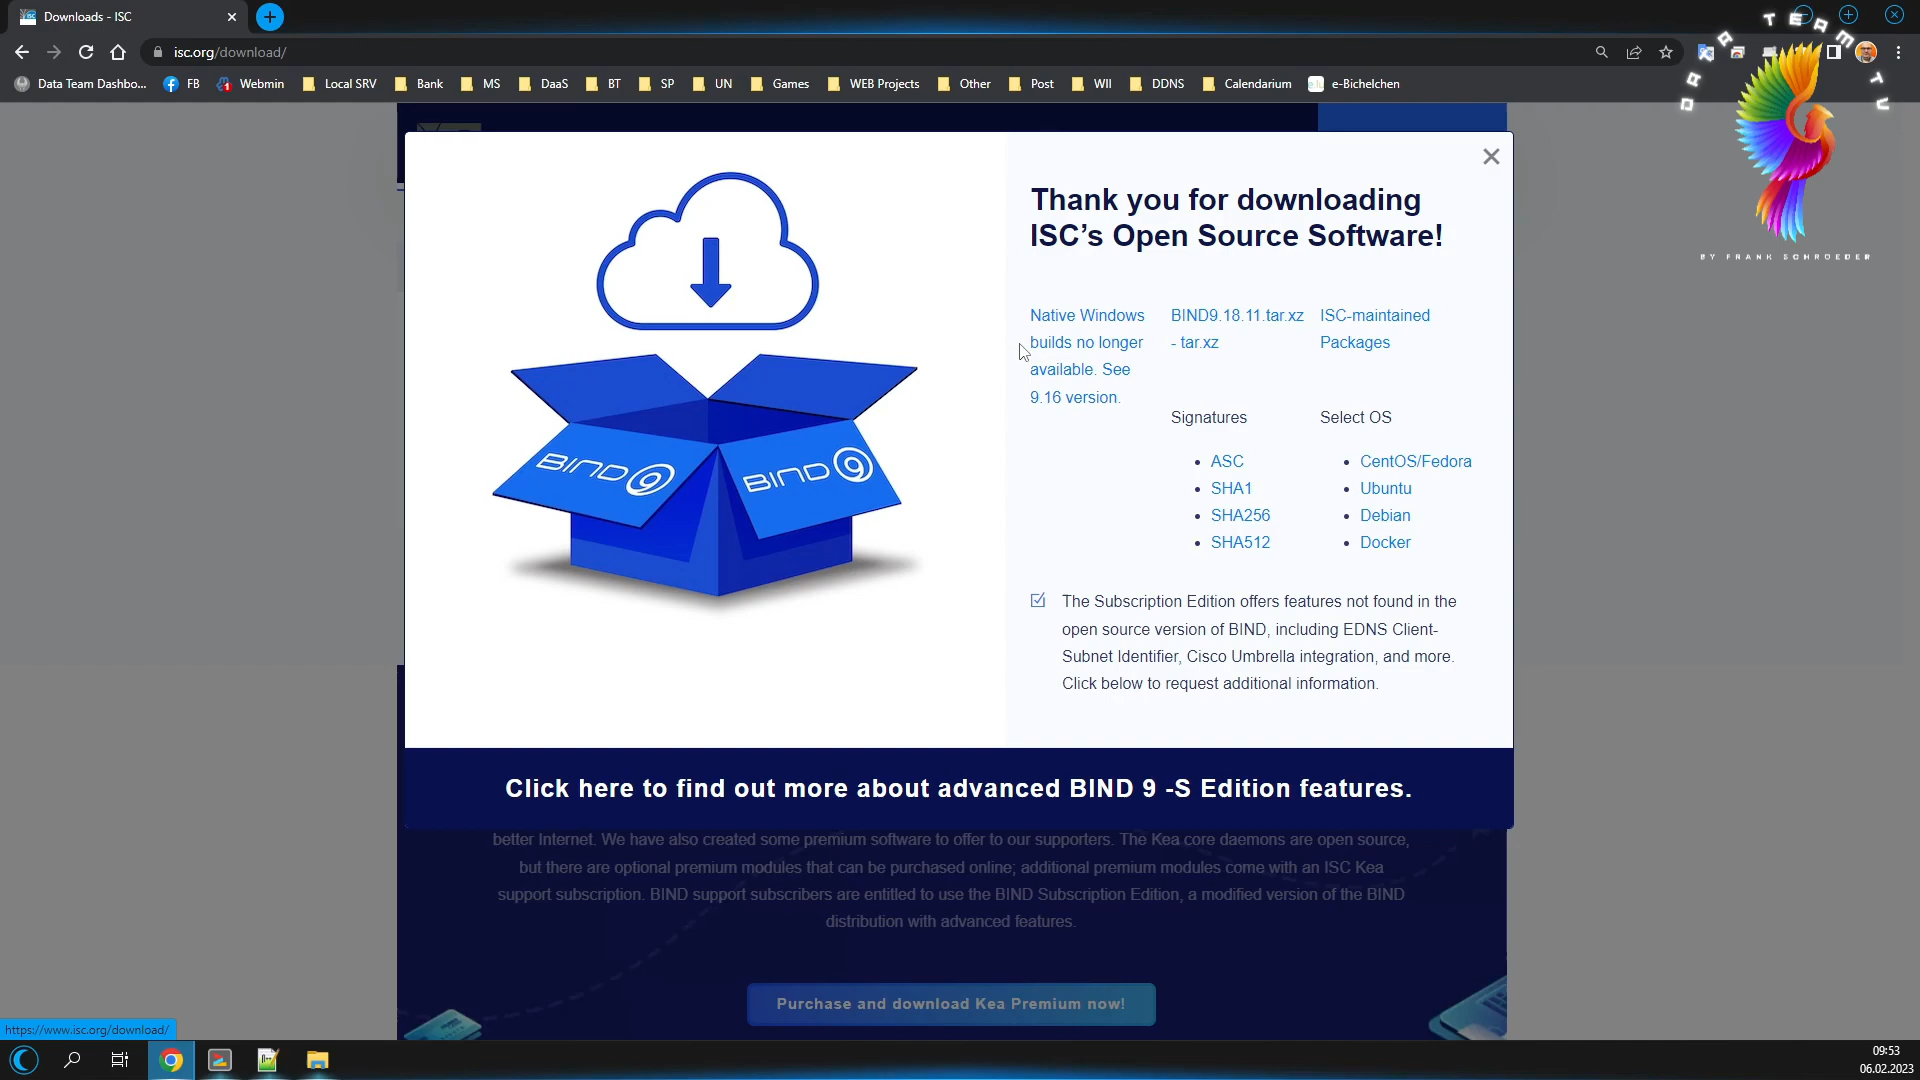 Downloads - ISC
isc.org/download/
Data Team Dashbo...
FB
Webmin
Local SRV
Bank
MS
DaaS
BT
SP
UN
Games
WEB Projects
Other
Post
WII
DDNS
Calendarium
e-Bichelchen
DATA TEAM TV
BY FRANK SCHROEDER
Thank you for downloading
ISC’s Open Source Software!
Native Windows
builds no longer
available. See
9.16 version.
BIND9.18.11.tar.xz
- tar.xz
Signatures
ASC
SHA1
SHA256
SHA512
ISC-maintained
Packages
Select OS
CentOS/Fedora
Ubuntu
Debian
Docker
BIND 9
BIND 9
The Subscription Edition offers features not found in the
open source version of BIND, including EDNS Client-
Subnet Identifier, Cisco Umbrella integration, and more.
Click below to request additional information.
Click here to find out more about advanced BIND 9 -S Edition features.
better Internet. We have also created some premium software to offer to our supporters. The Kea core daemons are open source,
but there are optional premium modules that can be purchased online; additional premium modules come with an ISC Kea
support subscription. BIND support subscribers are entitled to use the BIND Subscription Edition, a modified version of the BIND
distribution with advanced features.
Purchase and download Kea Premium now!
https://www.isc.org/download/
09:53
06.02.2023